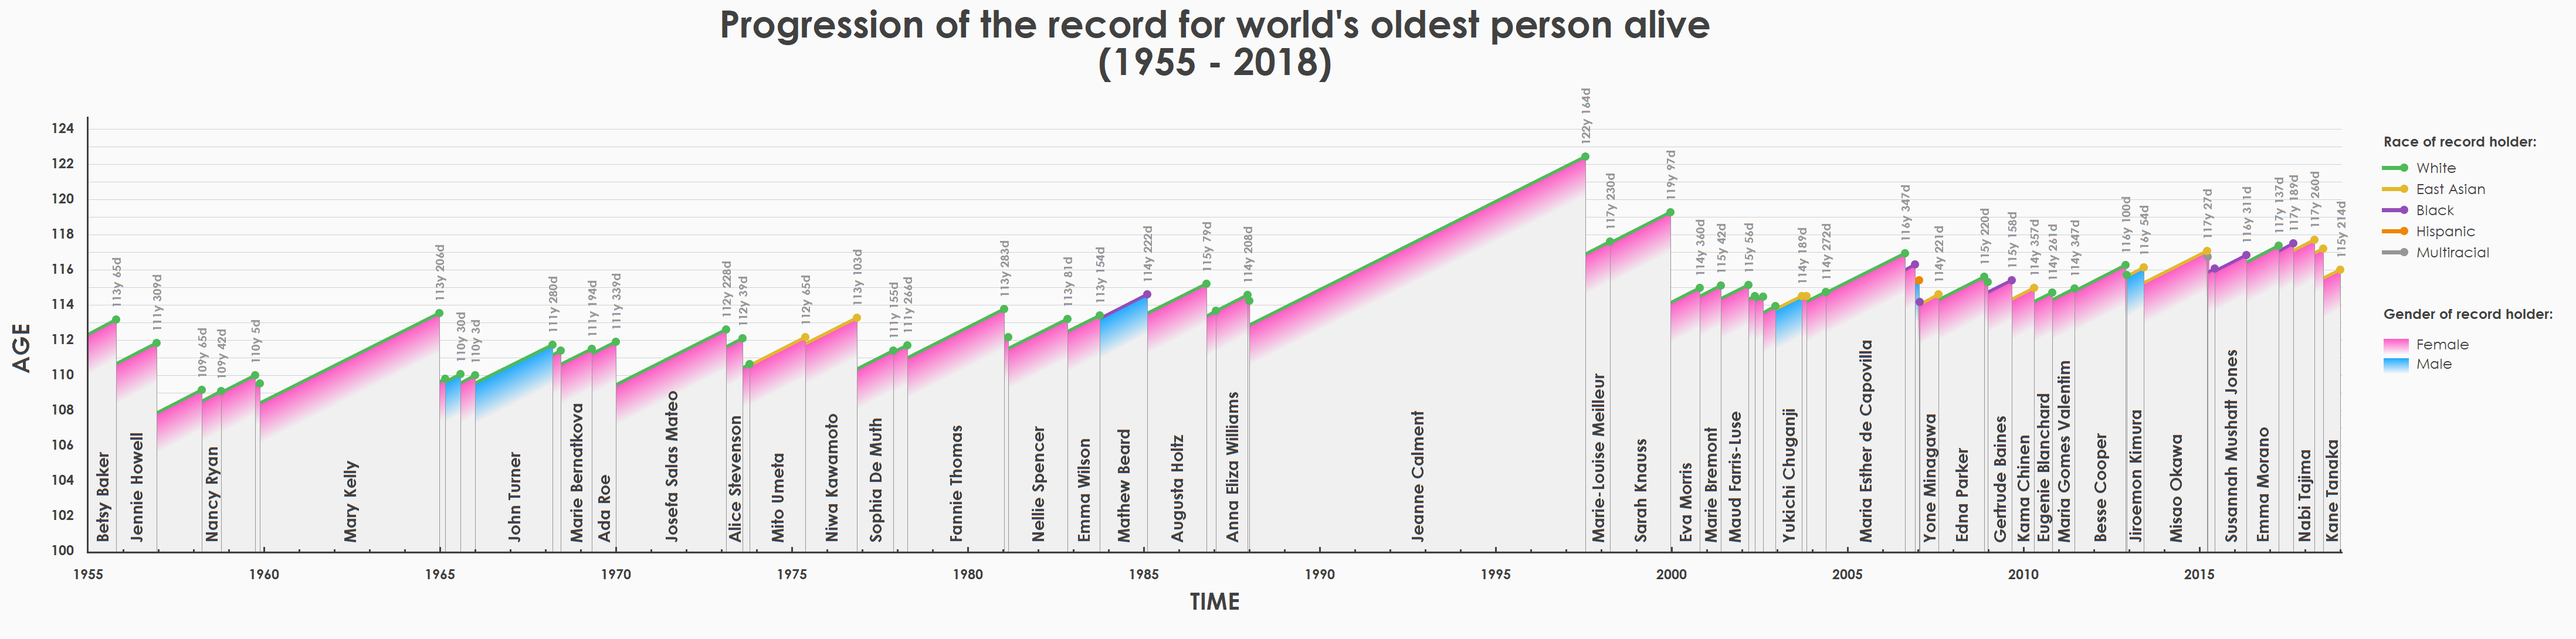 Progression of the record for world's oldest person alive
(1955 - 2018)
AGE
124
122
120
118
116
114
112
110
108
106
104
102
100
113y 65d
111y 309d
109y 65d
109y 42d
110y 5d
113y 206d
110y 30d
110y 3d
111y 280d
111y 194d
111y 339d
112y 228d
112y 39d
112y 65d
113y 103d
111y 155d
111y 266d
113y 283d
113y 81d
113y 154d
114y 222d
115y 79d
114y 208d
122y 164d
117y 230d
119y 97d
114y 360d
115y 42d
115y 56d
114y 189d
114y 272d
116y 347d
114y 221d
115y 220d
115y 158d
114y 357d
114y 261d
114y 347d
116y 100d
116y 54d
117y 27d
116y 311d
117y 137d
117y 189d
117y 260d
115y 214d
Betsy Baker
Jennie Howell
Nancy Ryan
Mary Kelly
John Turner
Marie Bernatkova
Ada Roe
Josefa Salas Mateo
Alice Stevenson
Mito Umeta
Niwa Kawamoto
Sophia De Muth
Fannie Thomas
Nellie Spencer
Emma Wilson
Mathew Beard
Augusta Holtz
Anna Eliza Williams
Jeanne Calment
Marie-Louise Meilleur
Sarah Knauss
Eva Morris
Marie Bremont
Maud Farris-Luse
Yukichi Chuganji
Maria Esther de Capovilla
Yone Minagawa
Edna Parker
Gertrude Baines
Kama Chinen
Eugenie Blanchard
Maria Gomes Valentim
Besse Cooper
Jiroemon Kimura
Misao Okawa
Susannah Mushatt Jones
Emma Morano
Nabi Tajima
Kane Tanaka
1955
1960
1965
1970
1975
1980
1985
1990
1995
2000
2005
2010
2015
TIME
Race of record holder:
White
East Asian
Black
Hispanic
Multiracial
Gender of record holder:
Female
Male